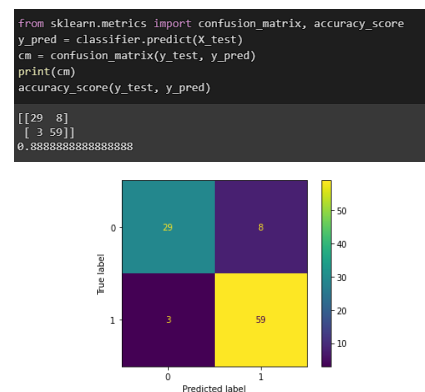 from sklearn.metrics import confusion_matrix, accuracy_score
y_pred = classifier.predict(X_test)
cm = confusion_matrix(y_test, y_pred)
print(cm)
accuracy_score(y_test, y_pred)
[[29  8]
 [ 3 59]]
0.8888888888888888
50
0
29
8
40
True label
30
1
3
59
20
10
0
1
Predicted label